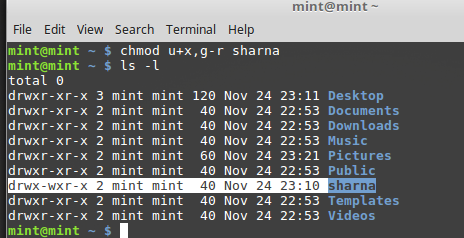 mint@mint ~
File Edit View Search Terminal Help
mint@mint ~ $ chmod u+x,g-r sharna
mint@mint ~ $ ls -l
total 0
drwxr-xr-x 3 mint mint 120 Nov 24 23:11 Desktop
drwxr-xr-x 2 mint mint  40 Nov 24 22:53 Documents
drwxr-xr-x 2 mint mint  40 Nov 24 22:53 Downloads
drwxr-xr-x 2 mint mint  40 Nov 24 22:53 Music
drwxr-xr-x 2 mint mint  60 Nov 24 23:21 Pictures
drwxr-xr-x 2 mint mint  40 Nov 24 22:53 Public
drwx-wxr-x 2 mint mint  40 Nov 24 23:10 sharna
drwxr-xr-x 2 mint mint  40 Nov 24 22:53 Templates
drwxr-xr-x 2 mint mint  40 Nov 24 22:53 Videos
mint@mint ~ $